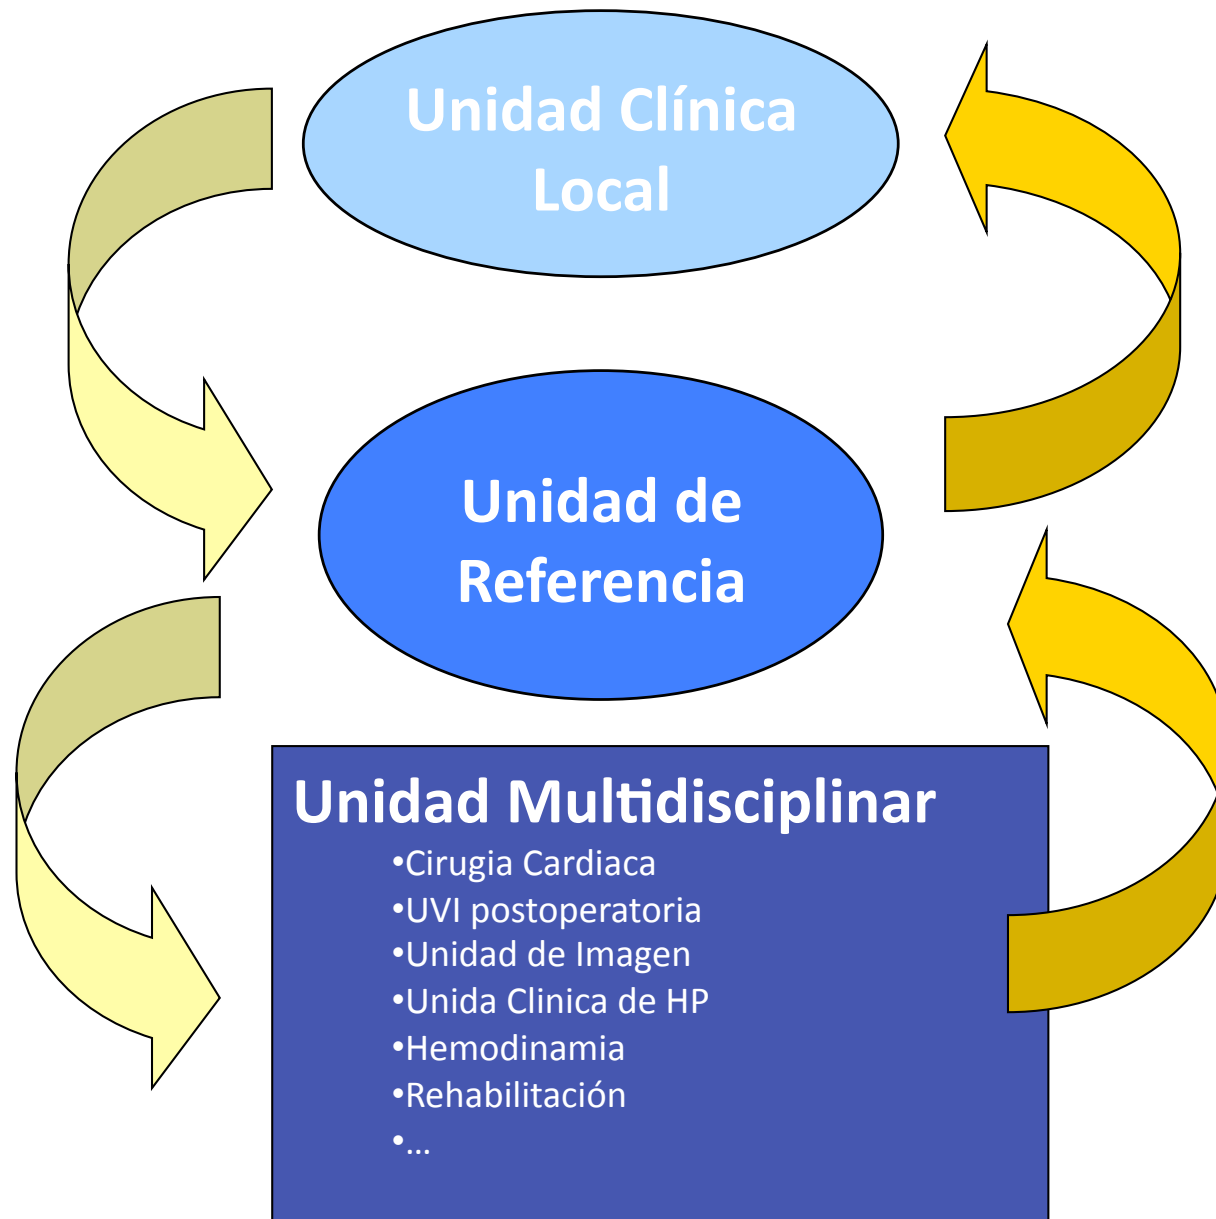 Unidad Clínica
Local
Unidad de
Referencia
Unidad Multidisciplinar
•Cirugia Cardiaca
•UVI postoperatoria
•Unidad de Imagen
•Unida Clinica de HP
•Hemodinamia
•Rehabilitación
•...